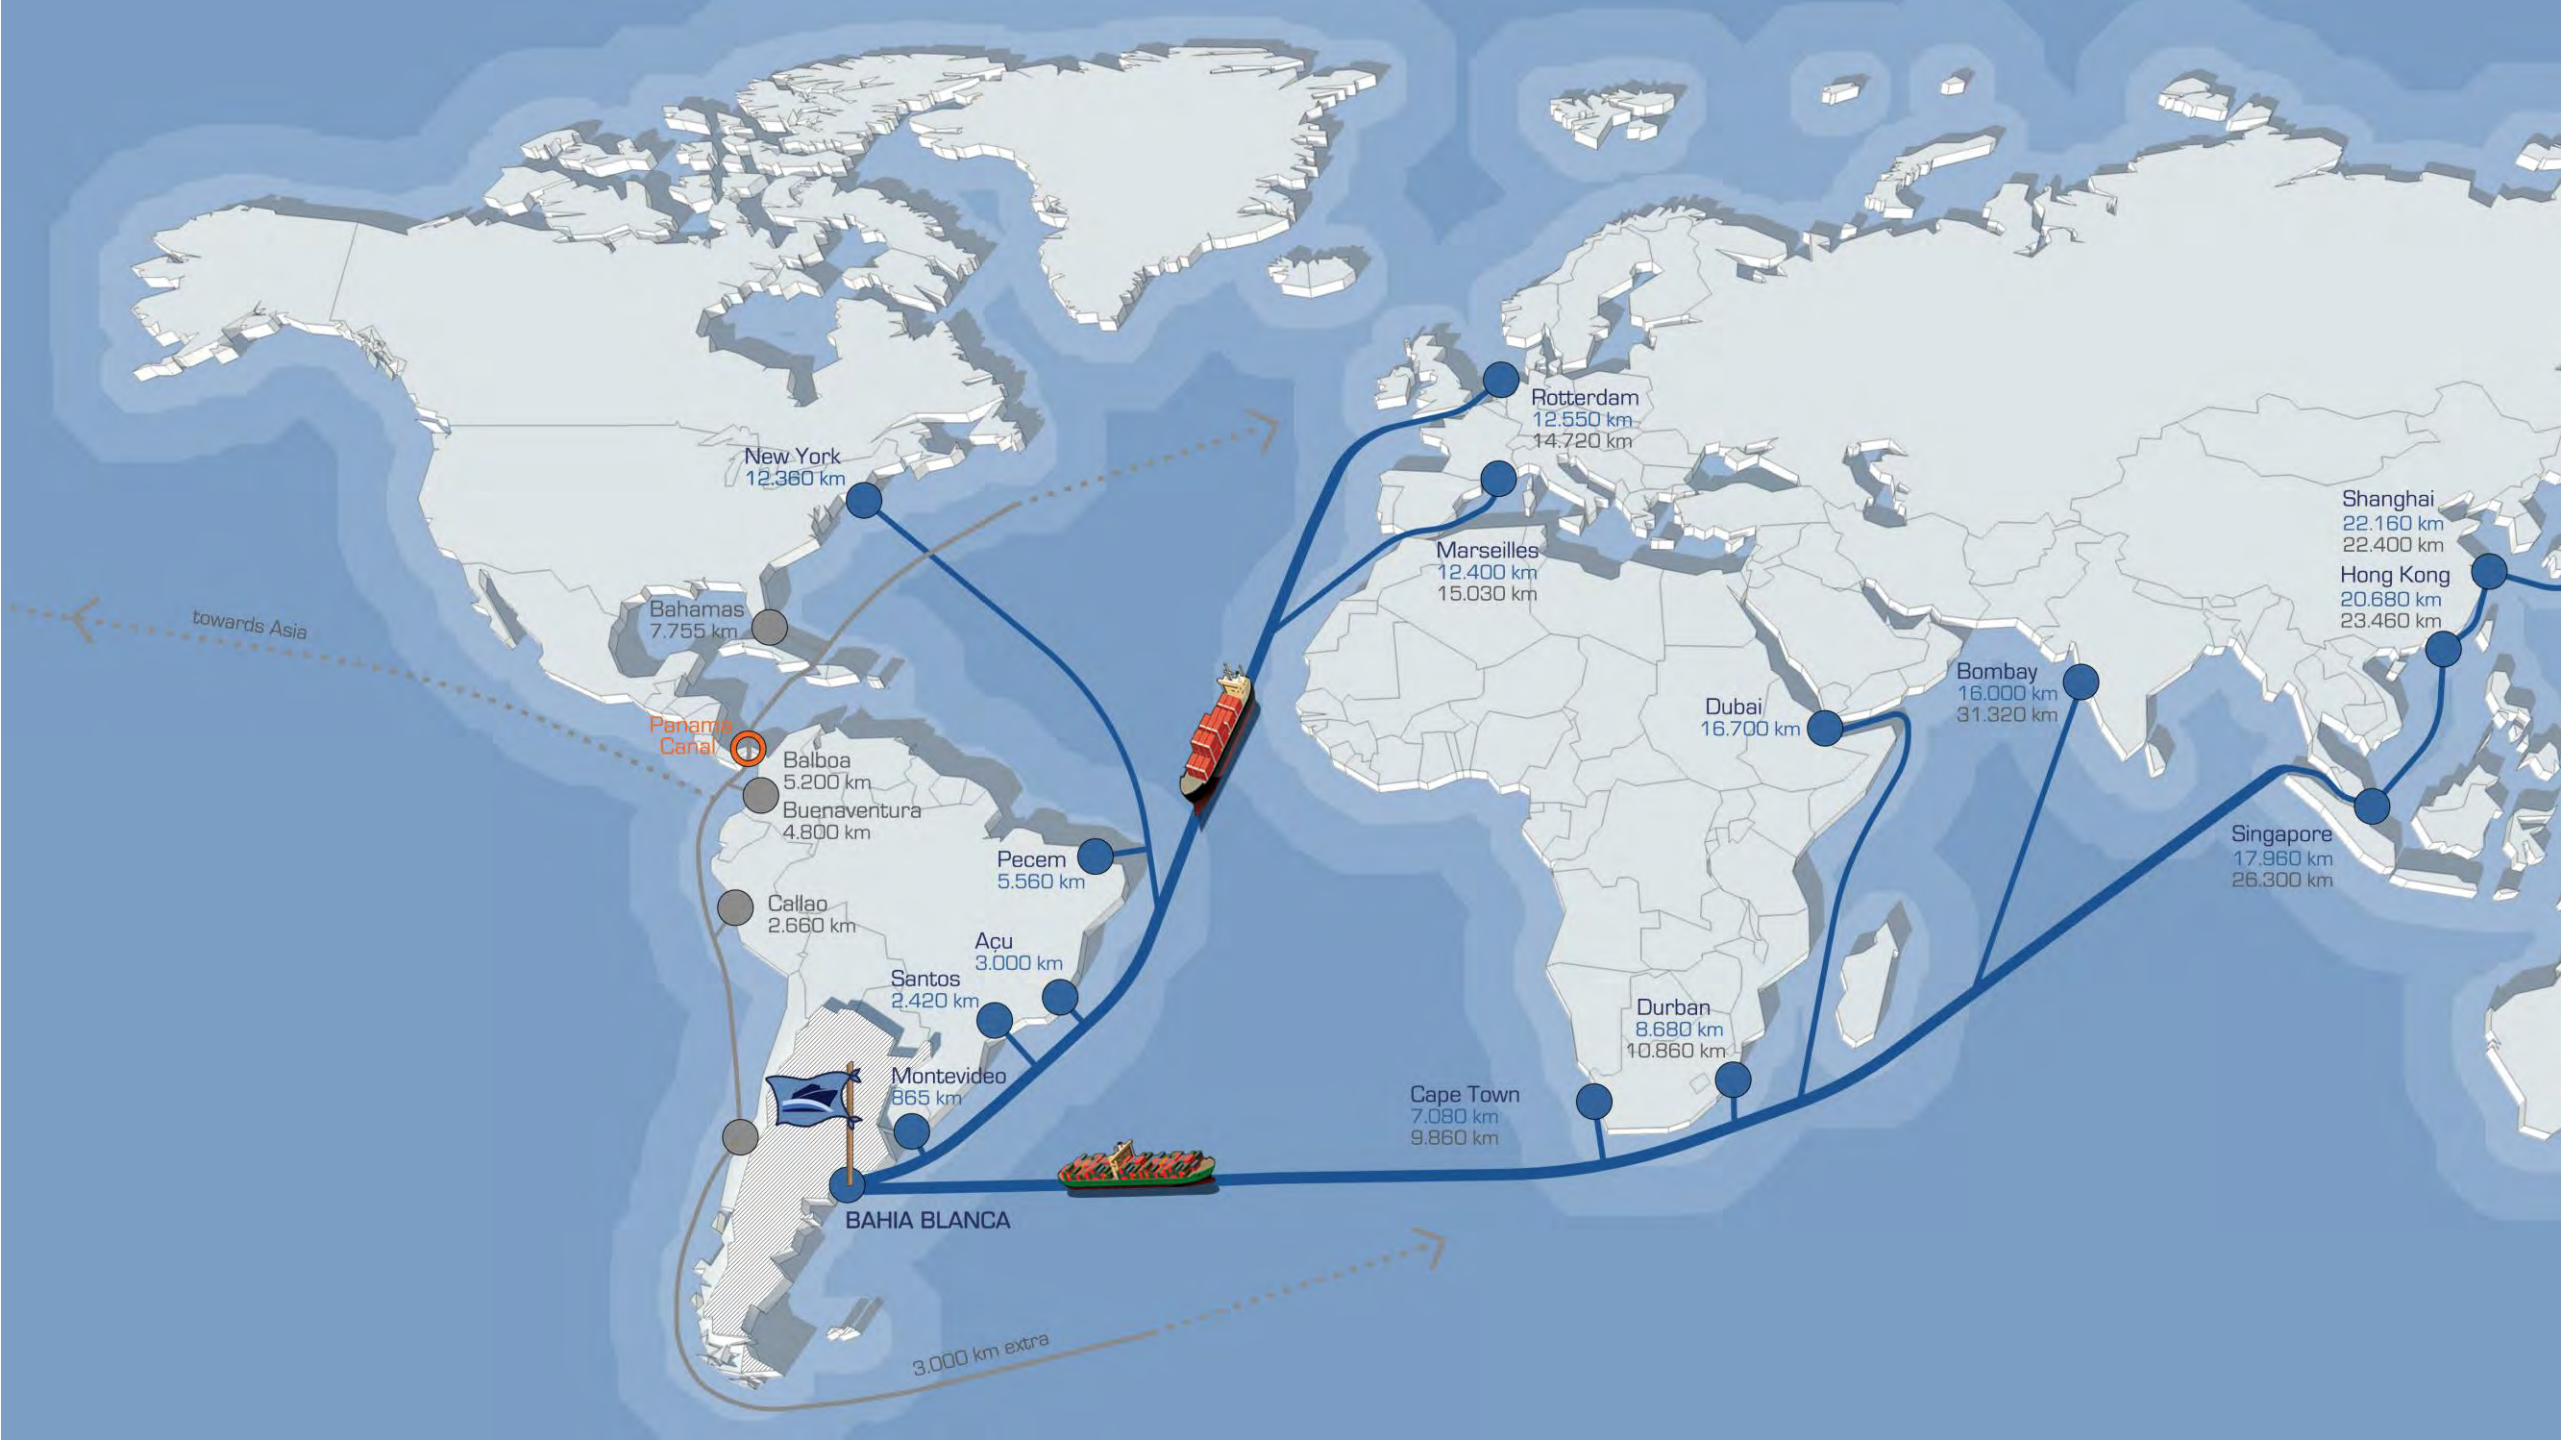 Rotterdam
12.550 km
14.720 km
New York
12.360 km
Shanghai
22.160 km
22.400 km
Marseilles
12.400 km
15.030 km
Hong Kong
20.680 km
23.460 km
Bahamas
7.755 km
towards Asia
Bombay
16.000 km
31.320 km
Dubai
16.700 km
Panama
Canal
Balboa
5.200 km
Buenaventura
4.800 km
Singapore
17.960 km
26.300 km
Pecem
5.560 km
Callao
2.660 km
Açu
3.000 km
Santos
2.420 km
Durban
8.680 km
10.860 km
Montevideo
865 km
Cape Town
7.080 km
9.860 km
BAHIA BLANCA
3.000 km extra